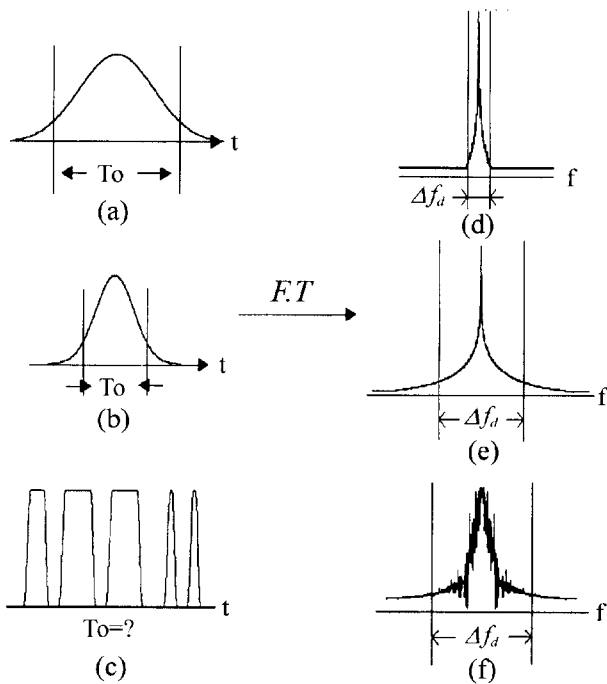 t
To
(a)
f
Δf_d
(d)
t
To
(b)
F.T
f
Δf_d
(e)
t
To=?
(c)
f
Δf_d
(f)